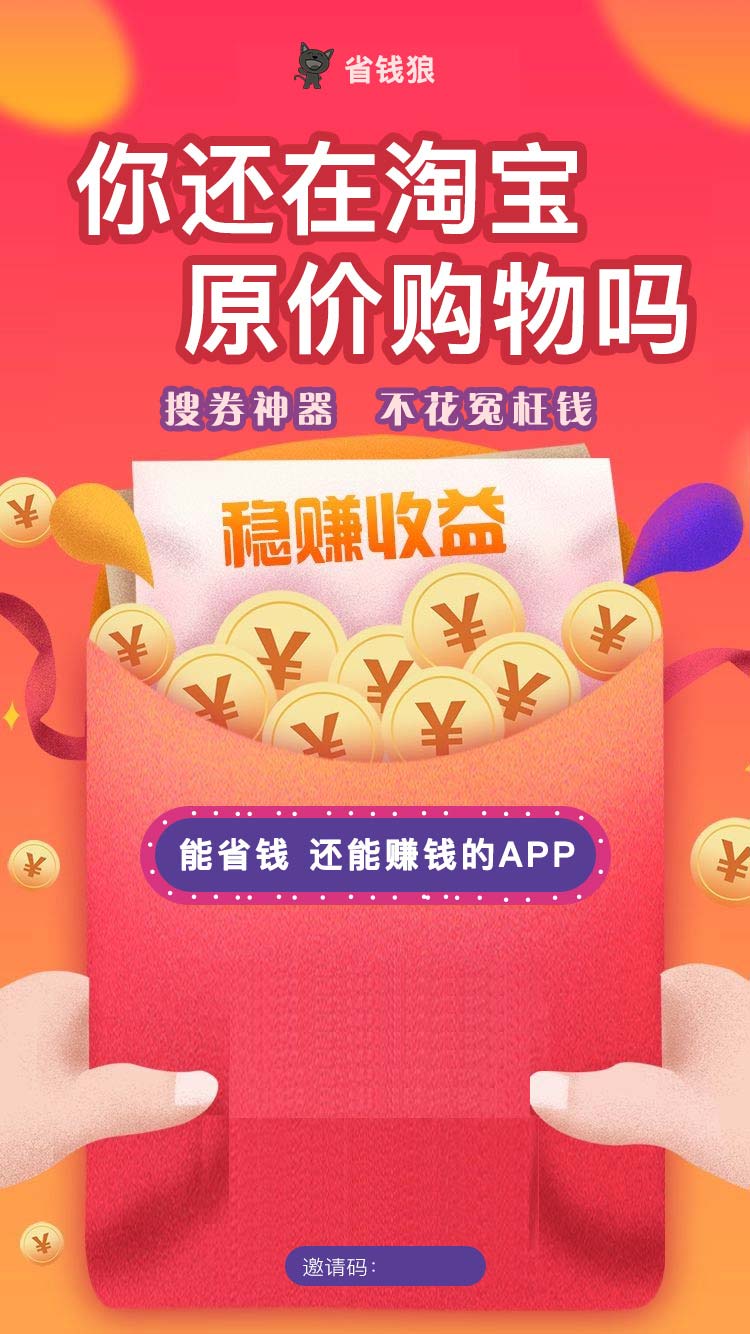 省钱狼
你还在淘宝
原价购物吗
搜券神器 不花冤枉钱
稳赚收益
能省钱 还能赚钱的APP
邀请码：